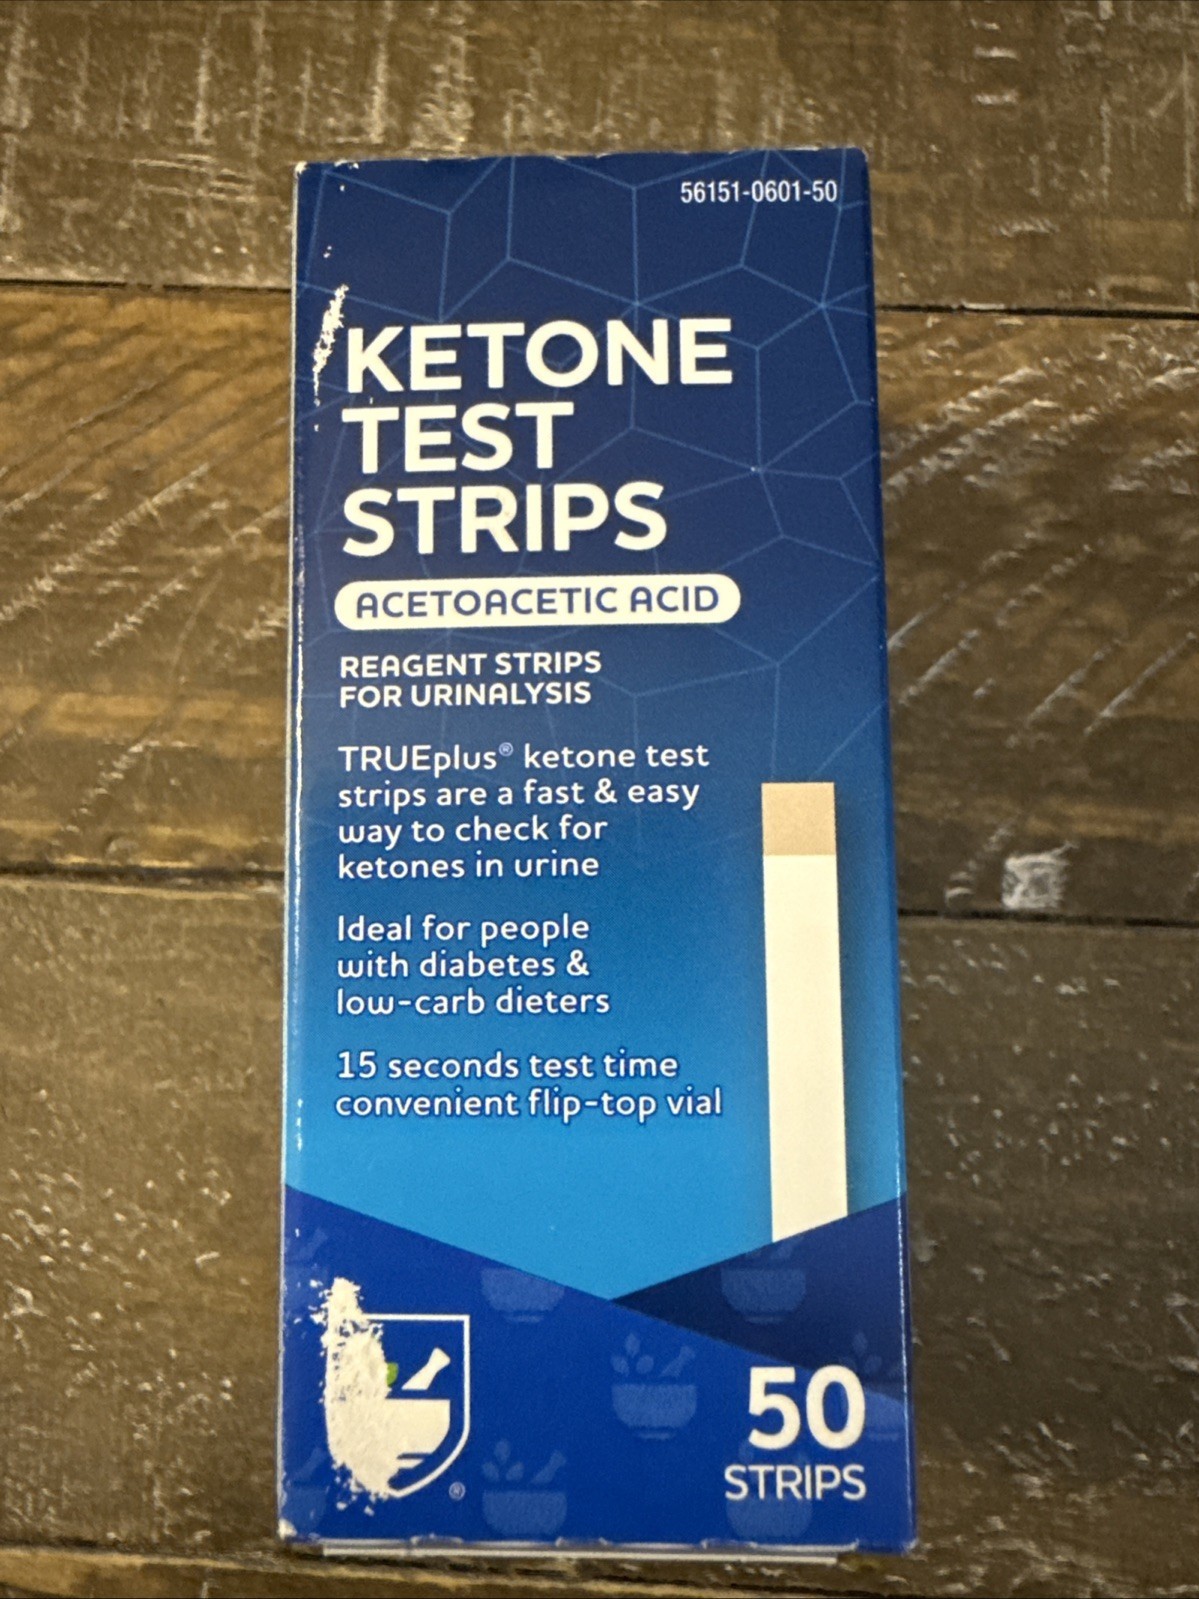 56151-0601-50
KETONE
TEST
STRIPS
ACETOACETIC ACID
REAGENT STRIPS
FOR URINALYSIS
TRUEplus® ketone test
strips are a fast & easy
way to check for
ketones in urine
Ideal for people
with diabetes &
low-carb dieters
15 seconds test time
convenient flip-top vial
®
50
STRIPS